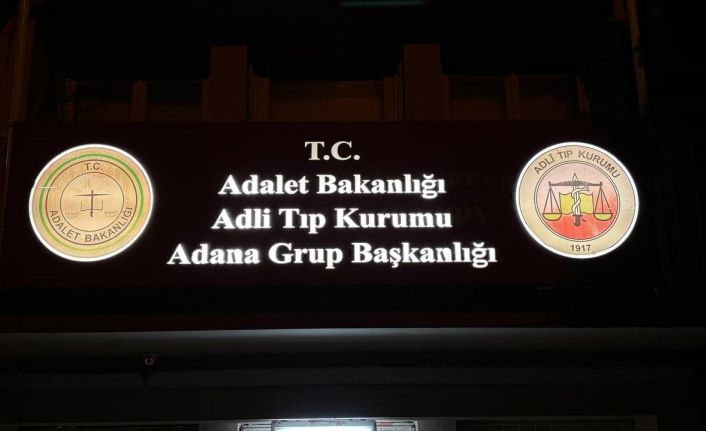 T.C.
Adalet Bakanlığı
Adli Tıp Kurumu
Adana Grup Başkanlığı
T.C.
ADALET BAKANLIĞI
ADLİ TIP KURUMU
1917